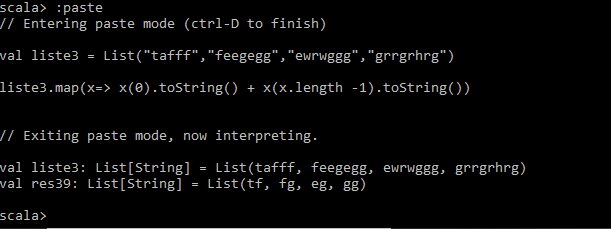 scala> :paste
// Entering paste mode (ctrl-D to finish)
val liste3 = List("tafff","feegegg","ewrwggg","grrgrhrg")
liste3.map(x=> x(0).toString() + x(x.length -1).toString())
// Exiting paste mode, now interpreting.
val liste3: List[String] = List(tafff, feegegg, ewrwggg, grrgrhrg)
val res39: List[String] = List(tf, fg, eg, gg)
scala>